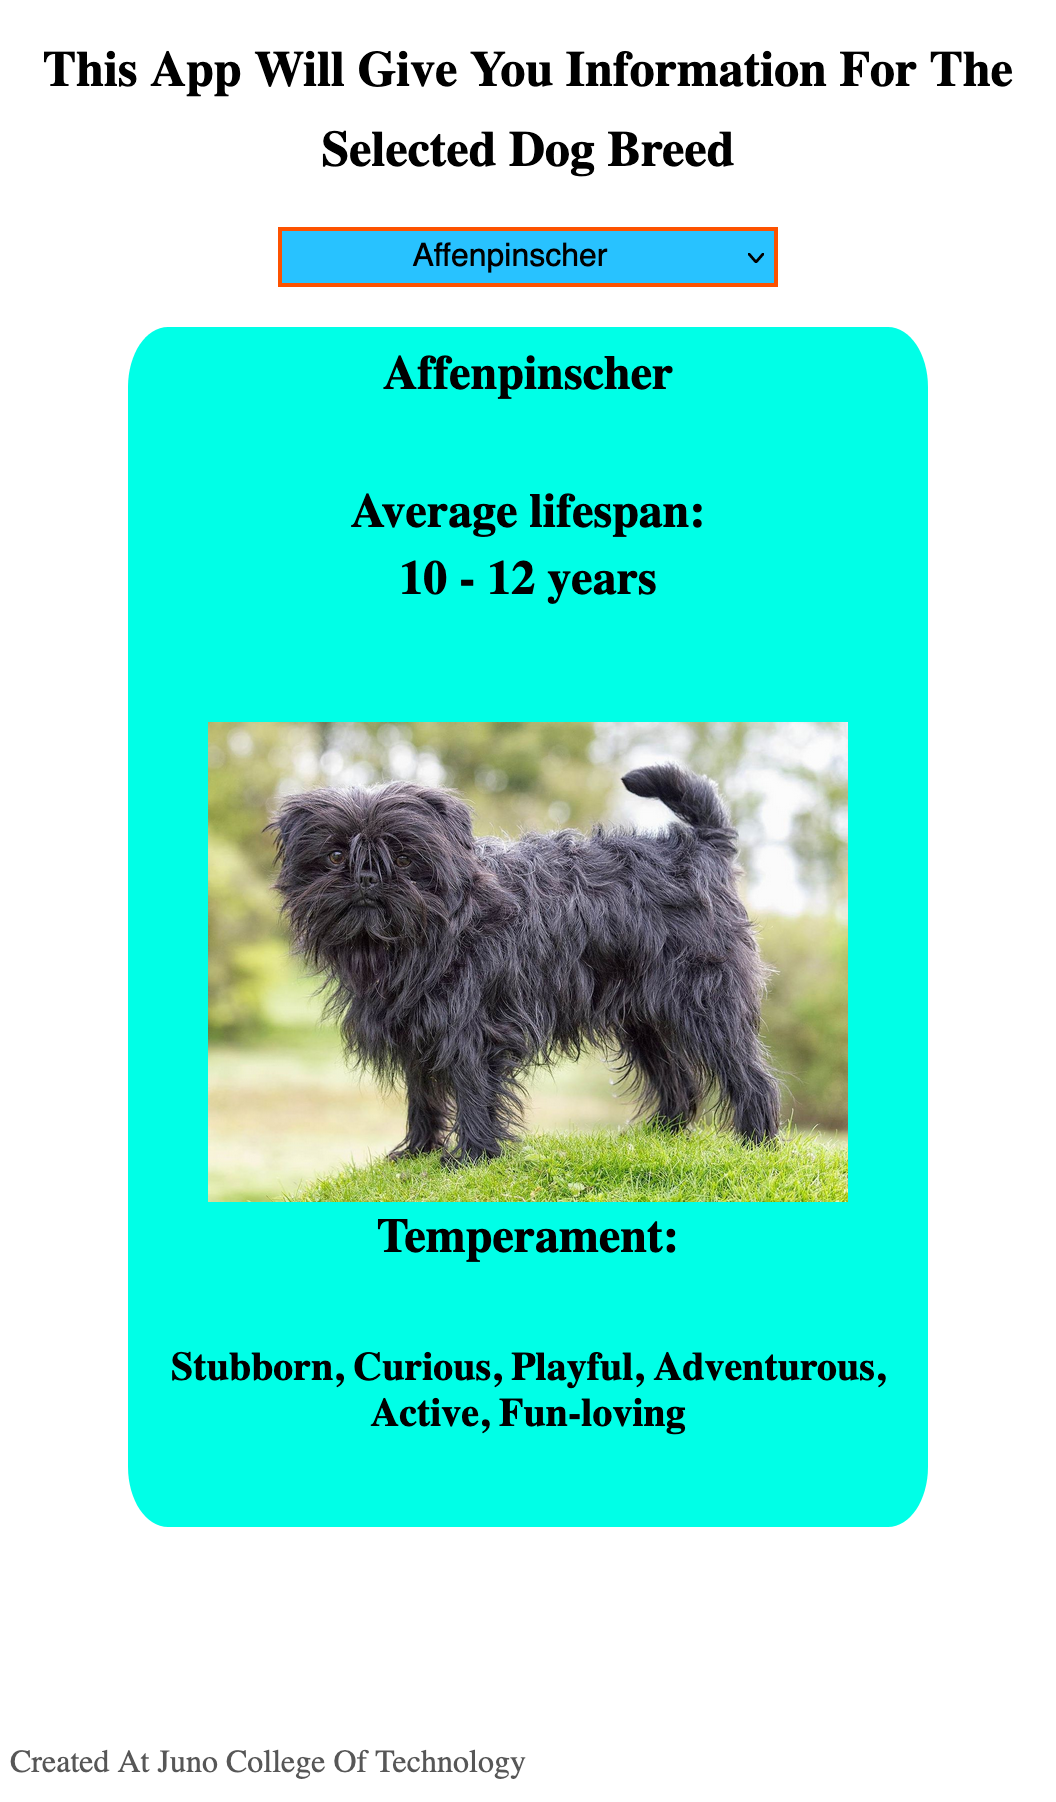 This App Will Give You Information For The
Selected Dog Breed
Affenpinscher
Affenpinscher
Average lifespan:
10 - 12 years
Temperament:
Stubborn, Curious, Playful, Adventurous,
Active, Fun-loving
Created At Juno College Of Technology